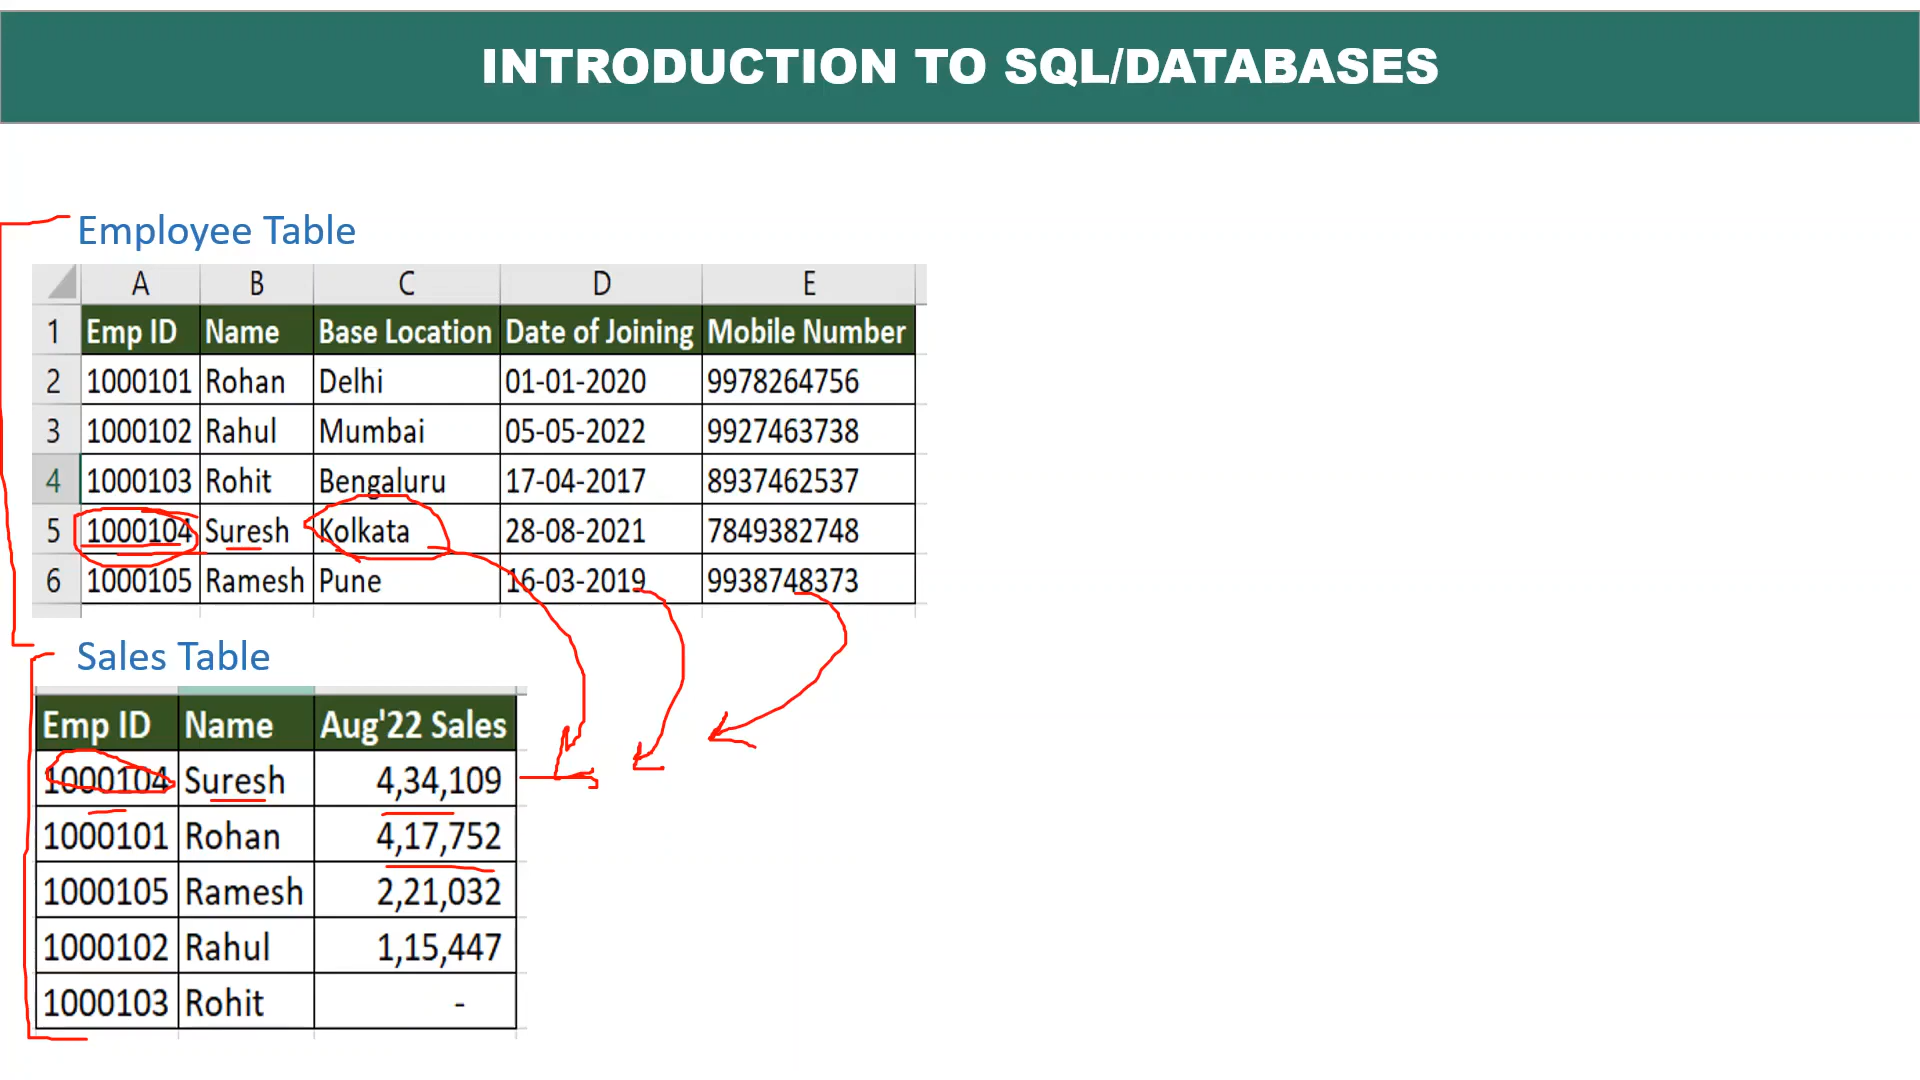 INTRODUCTION TO SQL/DATABASES
Employee Table
A B C D E
1 Emp ID Name Base Location Date of Joining Mobile Number
2 1000101 Rohan Delhi 01-01-2020 9978264756
3 1000102 Rahul Mumbai 05-05-2022 9927463738
4 1000103 Rohit Bengaluru 17-04-2017 8937462537
5 1000104 Suresh Kolkata 28-08-2021 7849382748
6 1000105 Ramesh Pune 16-03-2019 9938748373
Sales Table
Emp ID Name Aug'22 Sales
1000104 Suresh 4,34,109
1000101 Rohan 4,17,752
1000105 Ramesh 2,21,032
1000102 Rahul 1,15,447
1000103 Rohit -